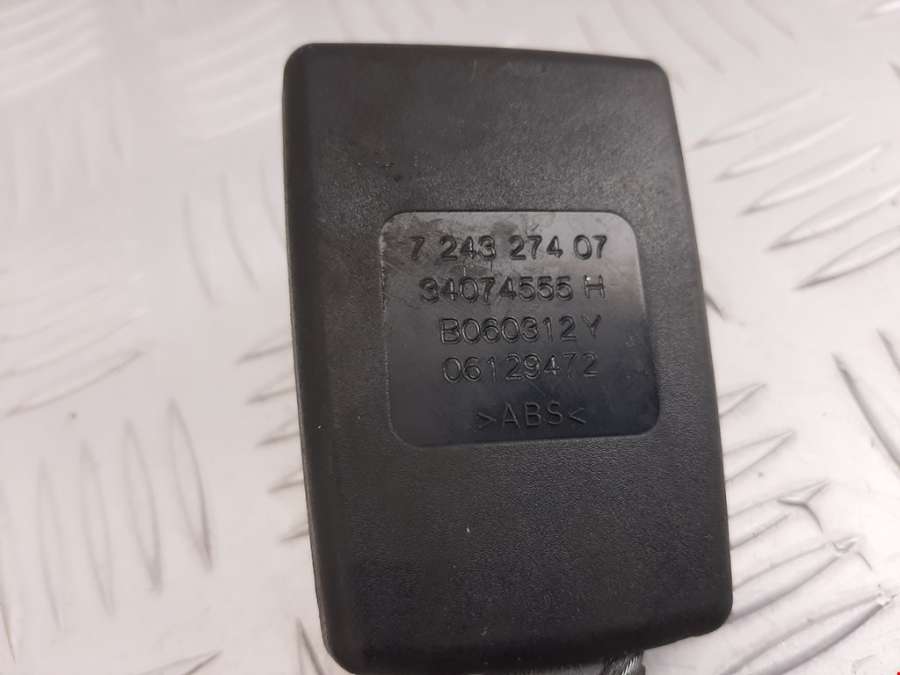 7 243 274 07
34074555 H
B060312Y
06129472
>ABS<